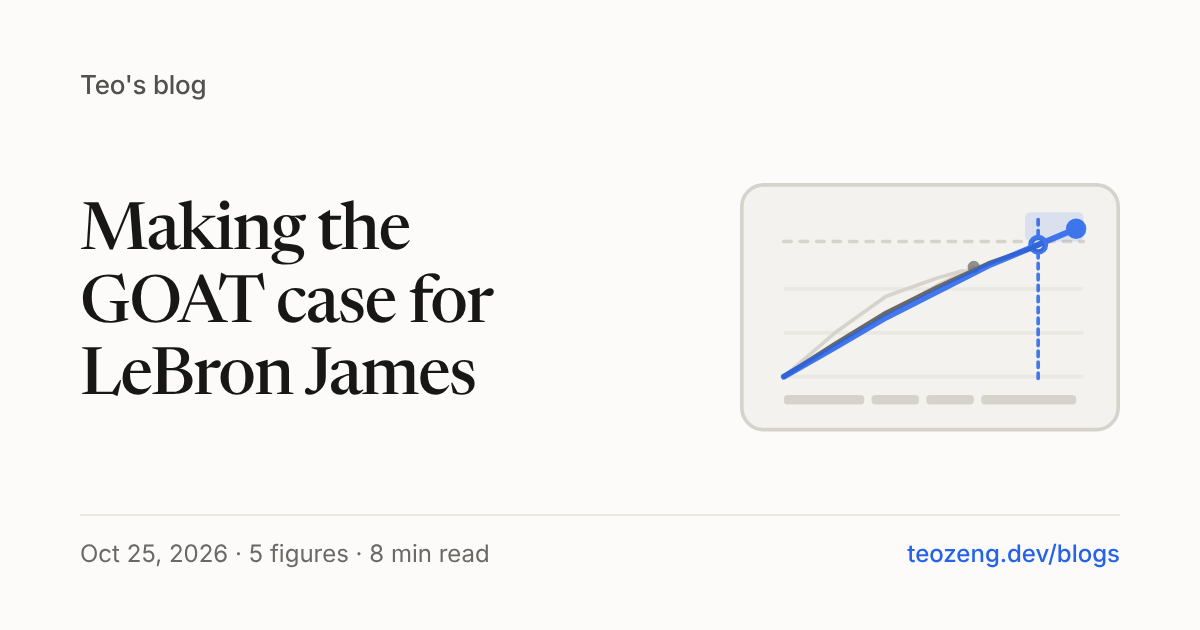 Teo's blog
Making the
GOAT case for
LeBron James
Oct 25, 2026 · 5 figures · 8 min read
teozeng.dev/blogs